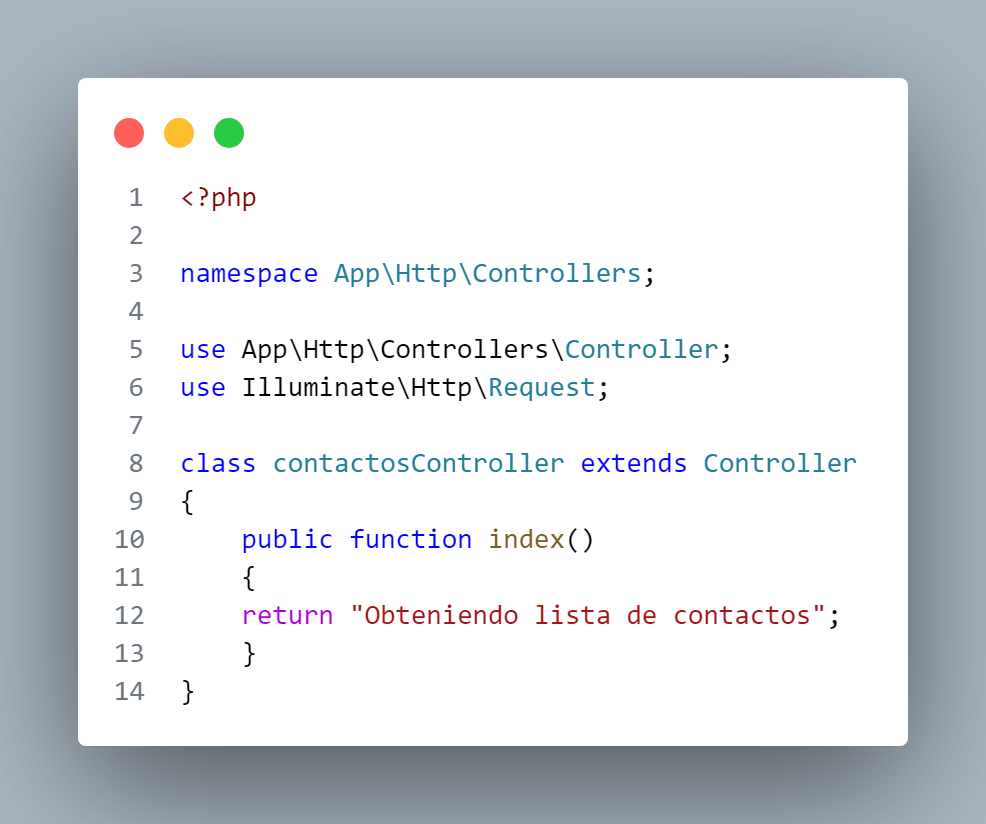 1 <?php
2
3 namespace App\Http\Controllers;
4
5 use App\Http\Controllers\Controller;
6 use Illuminate\Http\Request;
7
8 class contactosController extends Controller
9 {
10     public function index()
11     {
12     return "Obteniendo lista de contactos";
13     }
14 }